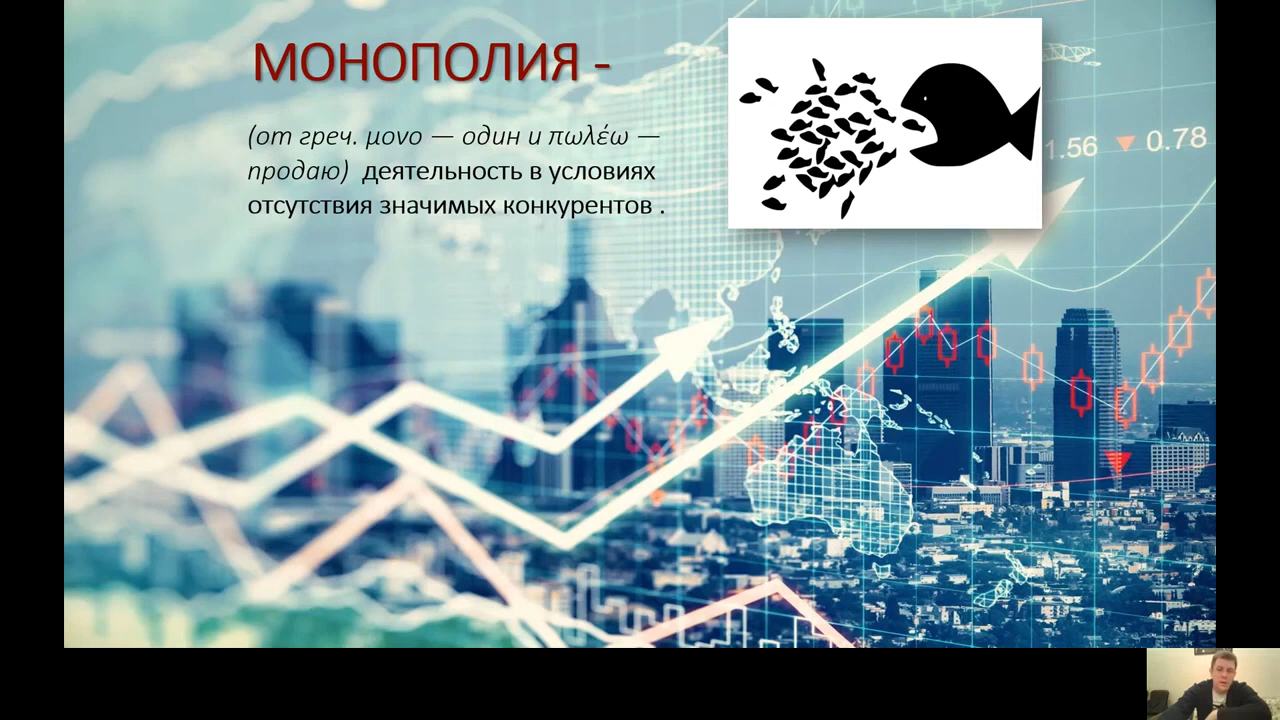 МОНОПОЛИЯ -
(от греч. μονο — один и πωλέω —
продаю) деятельность в условиях
отсутствия значимых конкурентов .
1.56 ▼ 0.78